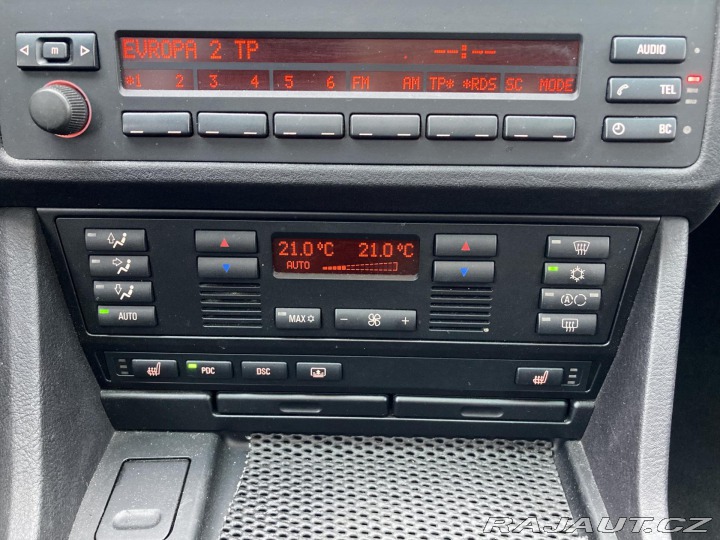 m
EVROPA 2 TP --:--
*1 2 3 4 5 6 FM AM TP* *RDS SC MODE
AUDIO
TEL
BC
21.0°C 21.0°C
AUTO
AUTO
MAX
- +
A
PDC
DSC
RAJAUT.CZ